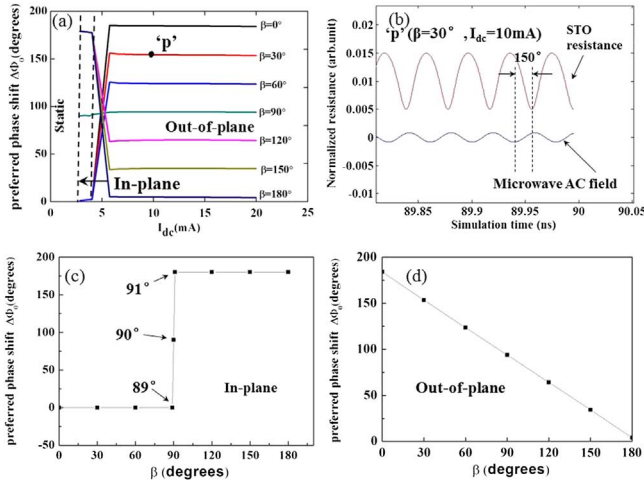 (a)
'p'
β=0°
β=30°
β=60°
β=90°
β=120°
β=150°
β=180°
Static
Out-of-plane
In-plane
preferred phase shift ΔΦ₀(degrees)
200
150
100
50
0
0 5 10 15 20 25
I_dc(mA)
(b)
'p' (β=30° , I_dc=10mA)
150°
STO
resistance
Microwave AC field
Normalized resistance (arb.unit)
0.02
0.015
0.01
0.005
0
-0.005
-0.01
89.85 89.9 89.95 90 90.05
Simulation time (ns)
(c)
91°
90°
89°
In-plane
preferred phase shift ΔΦ₀(degrees)
200
150
100
50
0
-50
0 30 60 90 120 150 180
β (degrees)
(d)
Out-of-plane
preferred phase shift ΔΦ₀(degrees)
200
150
100
50
0
0 30 60 90 120 150 180
β (degrees)